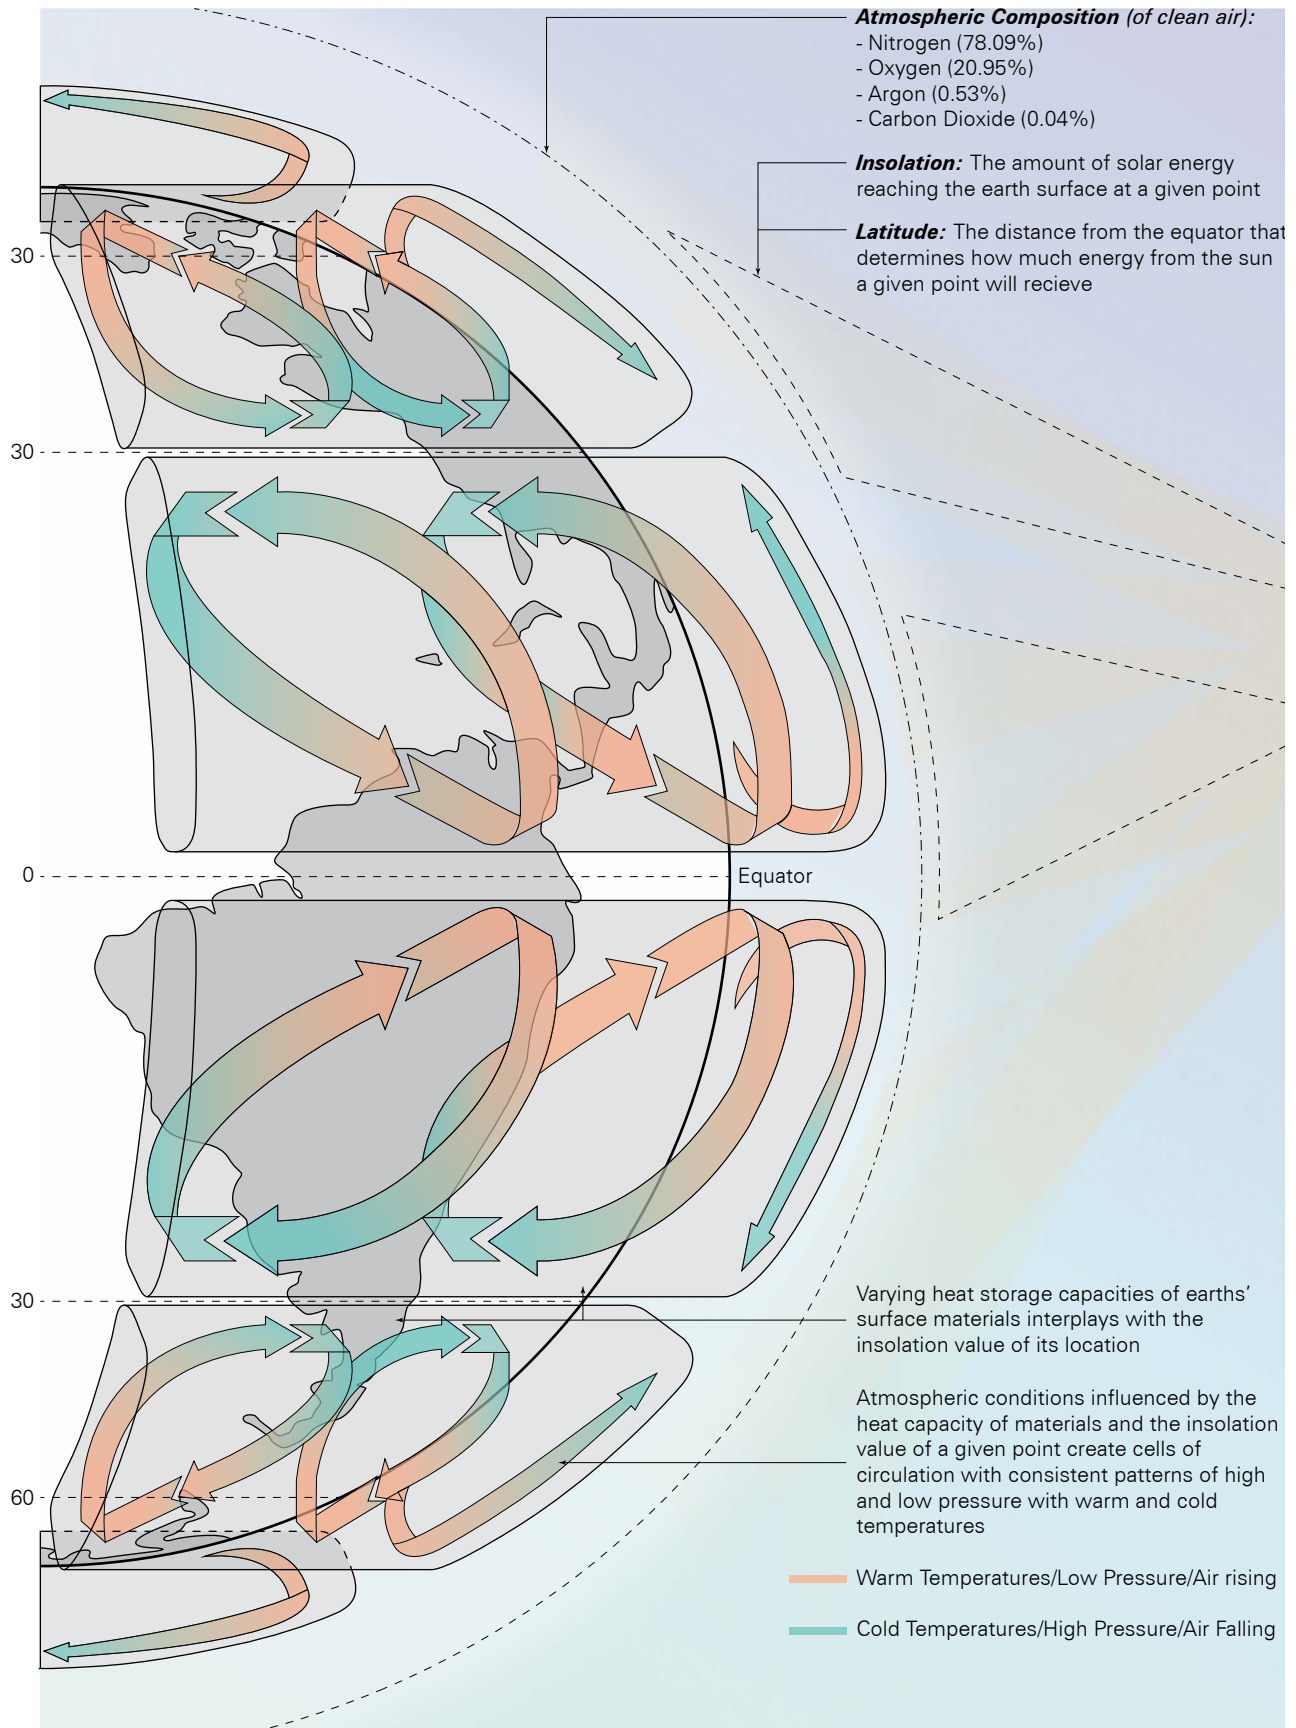 Atmospheric Composition (of clean air):
- Nitrogen (78.09%)
- Oxygen (20.95%)
- Argon (0.53%)
- Carbon Dioxide (0.04%)
Insolation: The amount of solar energy
reaching the earth surface at a given point
Latitude: The distance from the equator that
determines how much energy from the sun
a given point will recieve
30
30
0
Equator
30
60
Varying heat storage capacities of earths’
surface materials interplays with the
insolation value of its location
Atmospheric conditions influenced by the
heat capacity of materials and the insolation
value of a given point create cells of
circulation with consistent patterns of high
and low pressure with warm and cold
temperatures
Warm Temperatures/Low Pressure/Air rising
Cold Temperatures/High Pressure/Air Falling